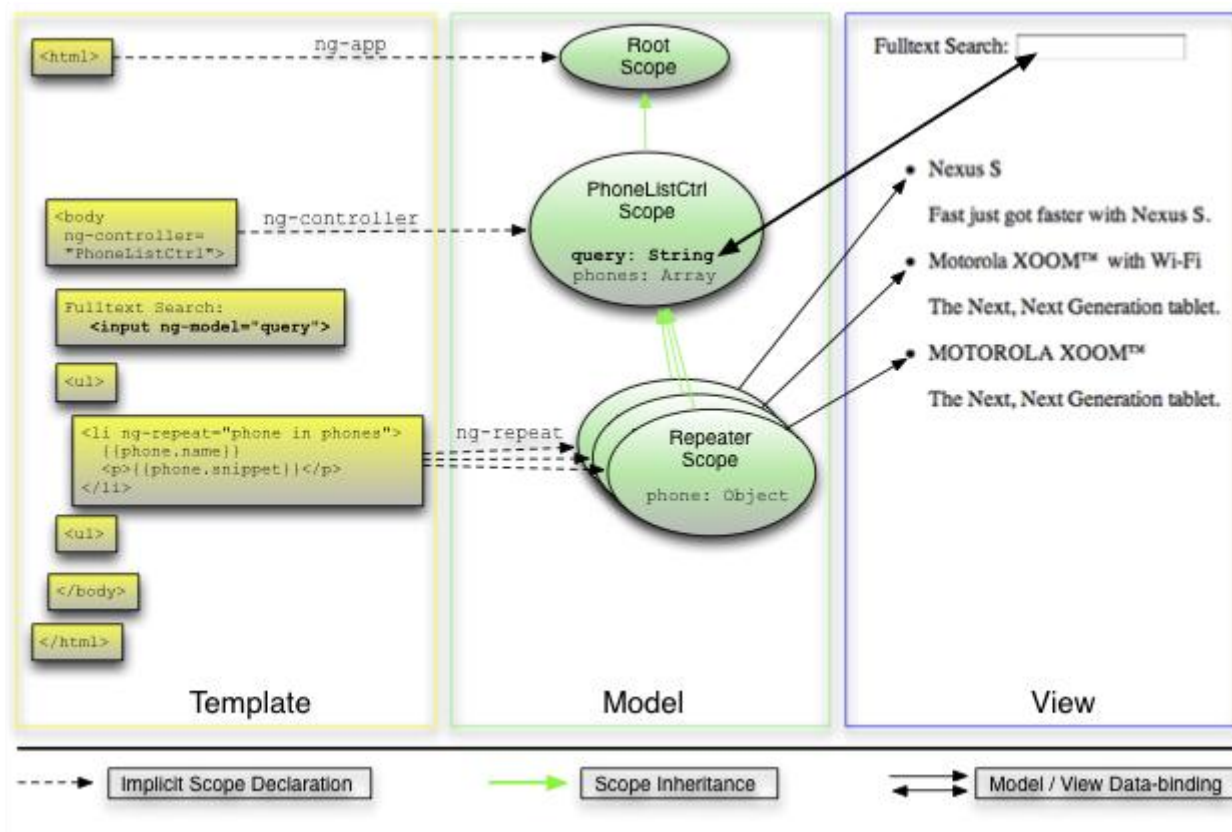 <html>
ng-app
Root
Scope
Fulltext Search:
<body
ng-controller=
"PhoneListCtrl">
ng-controller
PhoneListCtrl
Scope
query: String
phones: Array
Fulltext Search:
<input ng-model="query">
<ul>
<li ng-repeat="phone in phones">
{{phone.name}}
<p>{{phone.snippet}}</p>
</li>
ng-repeat
Repeater
Scope
phone: Object
<ul>
</body>
</html>
• Nexus S
Fast just got faster with Nexus S.
• Motorola XOOM™ with Wi-Fi
The Next, Next Generation tablet.
• MOTOROLA XOOM™
The Next, Next Generation tablet.
Template
Model
View
Implicit Scope Declaration
Scope Inheritance
Model / View Data-binding